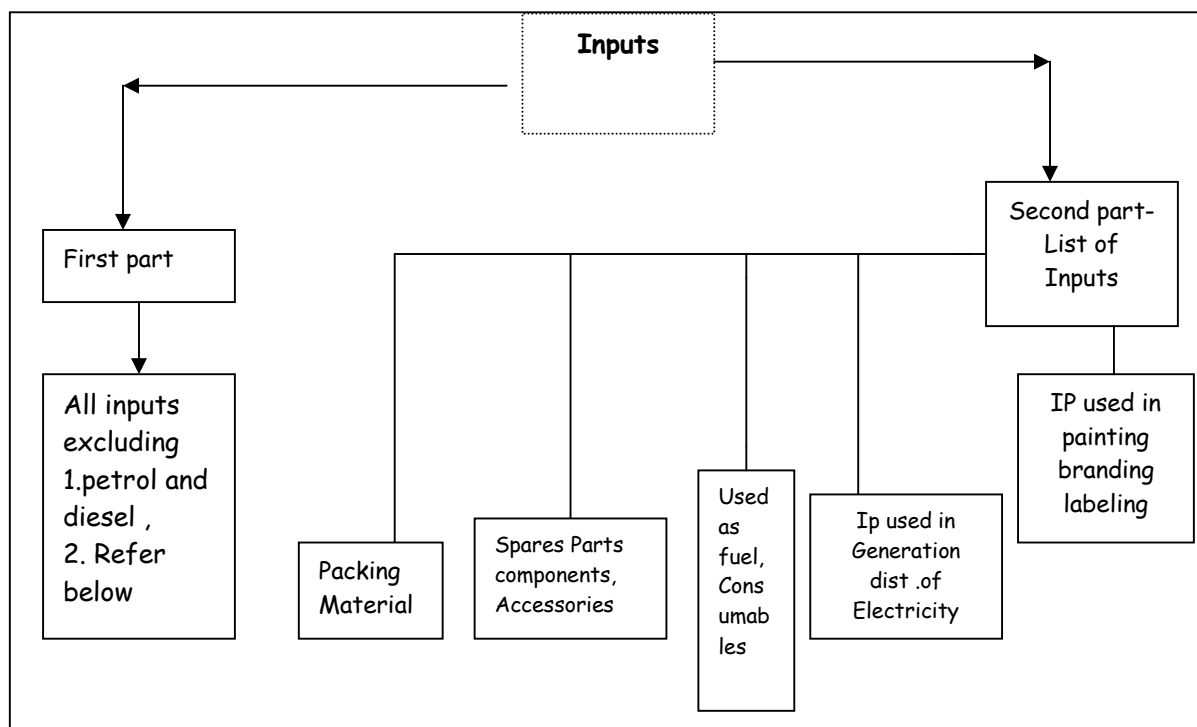 Inputs
First part
Second part-
List of
Inputs
All inputs
excluding
1.petrol and
diesel ,
2. Refer
below
Packing
Material
Spares Parts
components,
Accessories
Used
as
fuel,
Cons
umab
les
Ip used in
Generation
dist .of
Electricity
IP used in
painting
branding
labeling